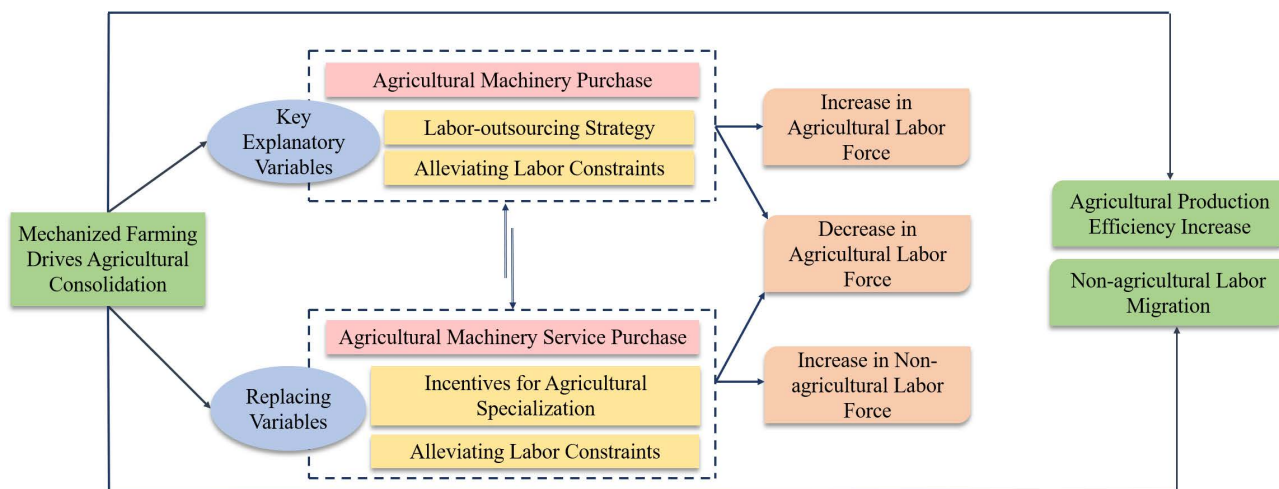 Mechanized Farming
Drives Agricultural
Consolidation
Key
Explanatory
Variables
Agricultural Machinery Purchase
Labor-outsourcing Strategy
Alleviating Labor Constraints
Replacing
Variables
Agricultural Machinery Service Purchase
Incentives for Agricultural
Specialization
Alleviating Labor Constraints
Increase in
Agricultural Labor
Force
Decrease in
Agricultural Labor
Force
Increase in Non-
agricultural Labor
Force
Agricultural Production
Efficiency Increase
Non-agricultural Labor
Migration